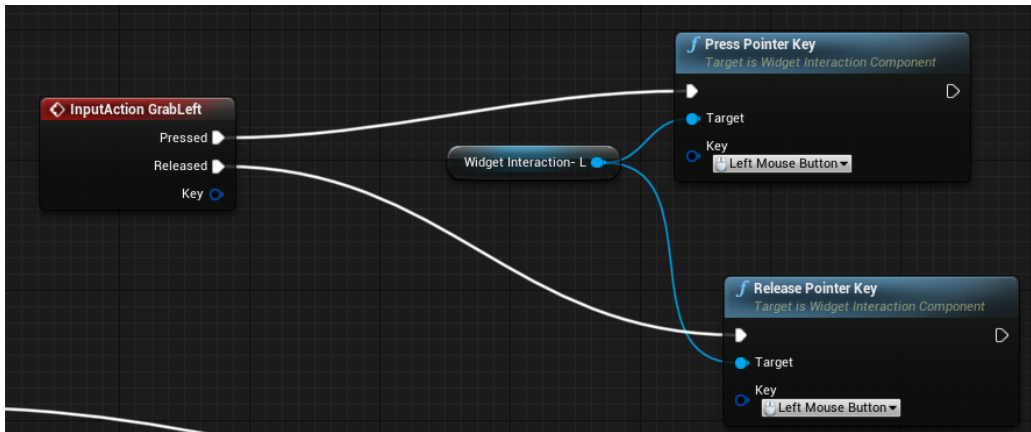 InputAction GrabLeft
Pressed
Released
Key
Widget Interaction- L
Press Pointer Key
Target is Widget Interaction Component
Target
Key
Left Mouse Button
Release Pointer Key
Target is Widget Interaction Component
Target
Key
Left Mouse Button